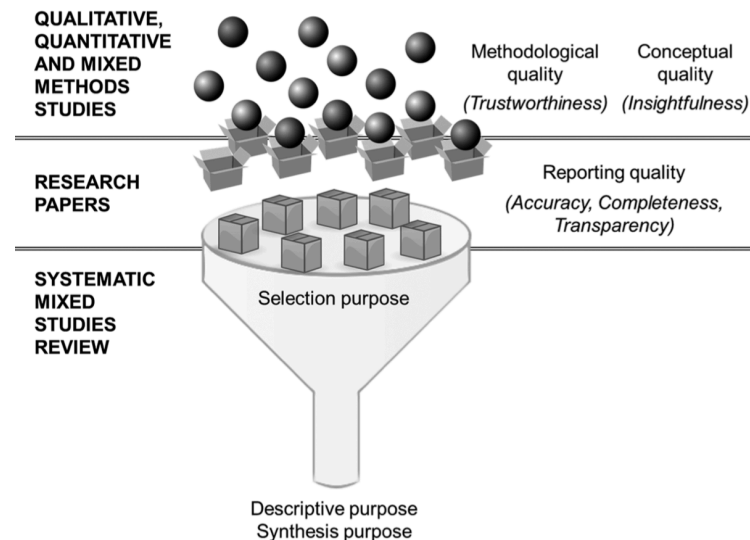 QUALITATIVE,
QUANTITATIVE
AND MIXED
METHODS
STUDIES
Methodological
quality
(Trustworthiness)
Conceptual
quality
(Insightfulness)
RESEARCH
PAPERS
Reporting quality
(Accuracy, Completeness,
Transparency)
SYSTEMATIC
MIXED
STUDIES
REVIEW
Selection purpose
Descriptive purpose
Synthesis purpose